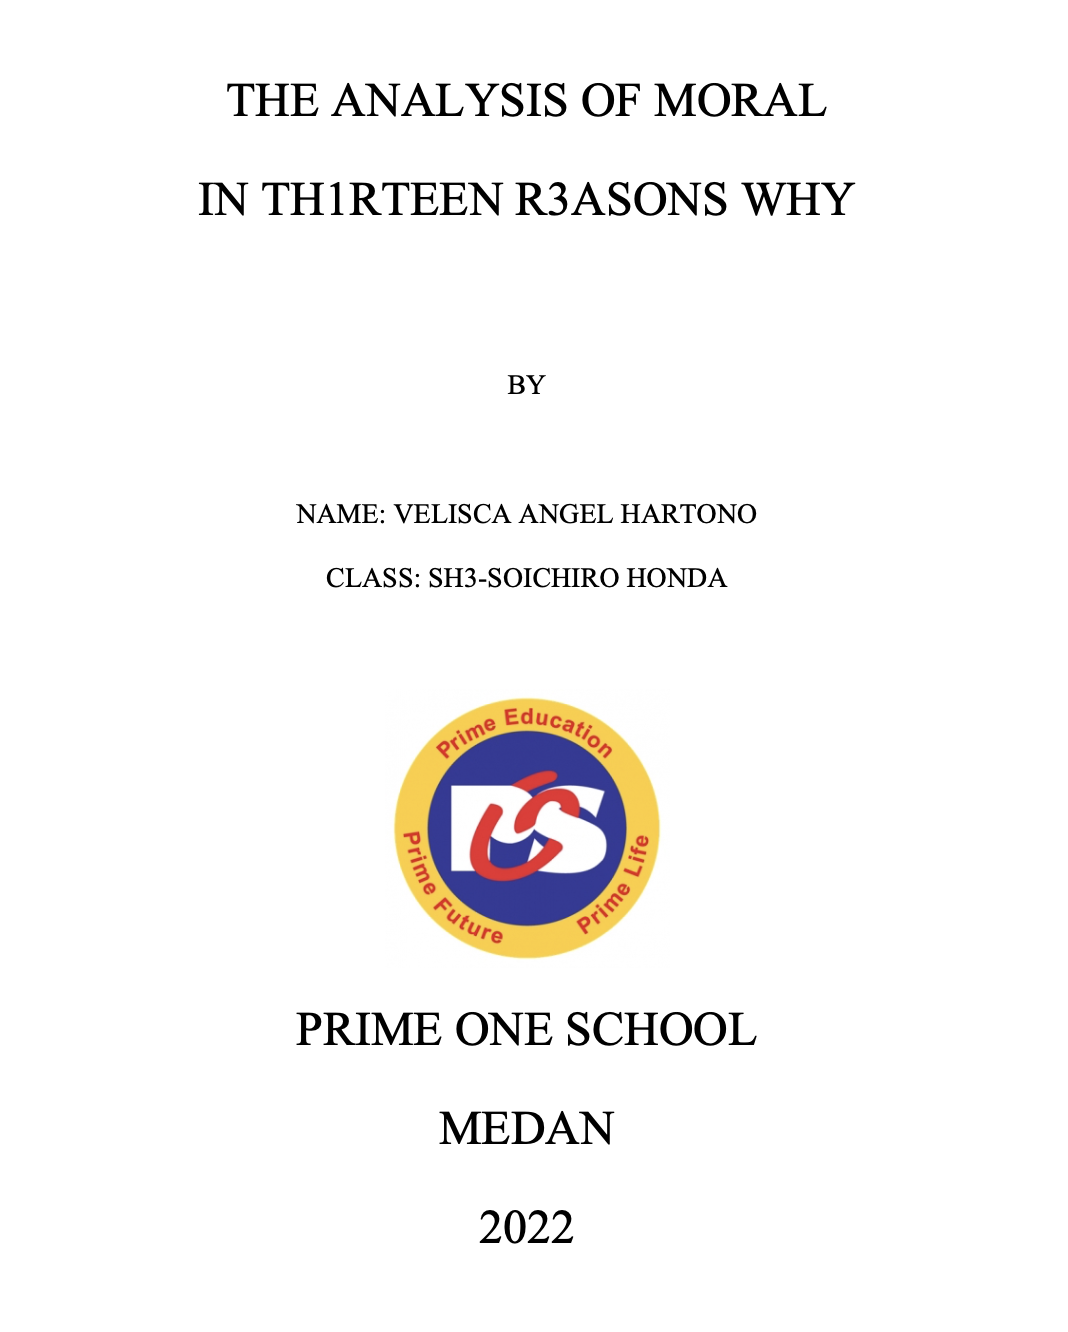 THE ANALYSIS OF MORAL
IN TH1RTEEN R3ASONS WHY
BY
NAME: VELISCA ANGEL HARTONO
CLASS: SH3-SOICHIRO HONDA
Prime Education
Prime Future
Prime Life
POS
PRIME ONE SCHOOL
MEDAN
2022